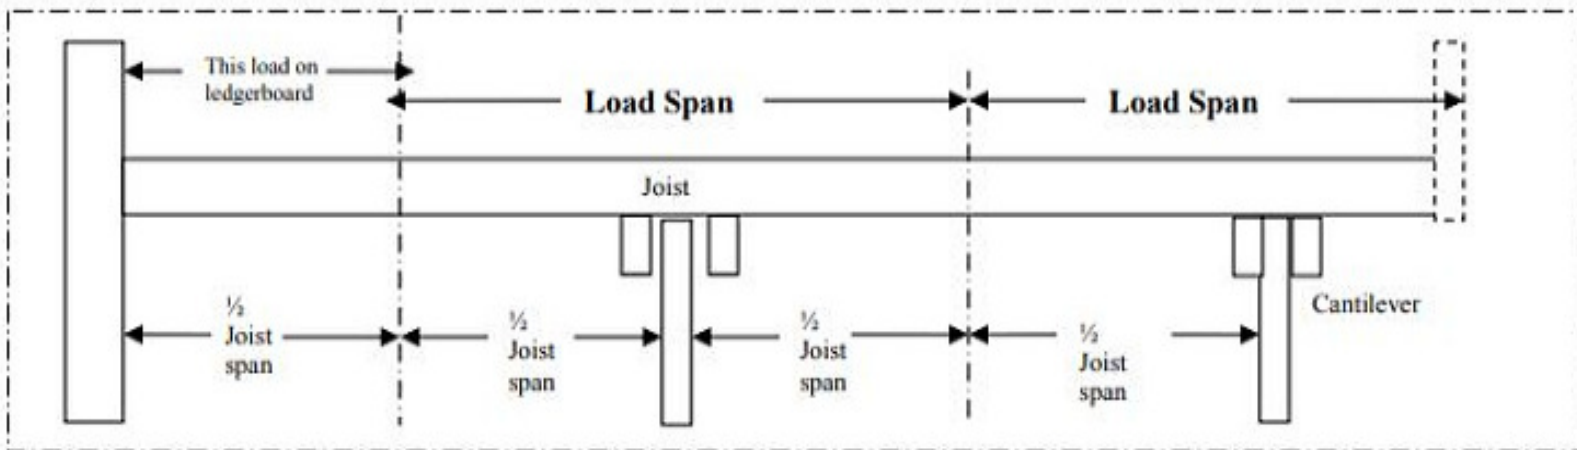 This load on
ledgerboard
Load Span
Load Span
Joist
½
Joist
span
½
Joist
span
½
Joist
span
½
Joist
span
Cantilever